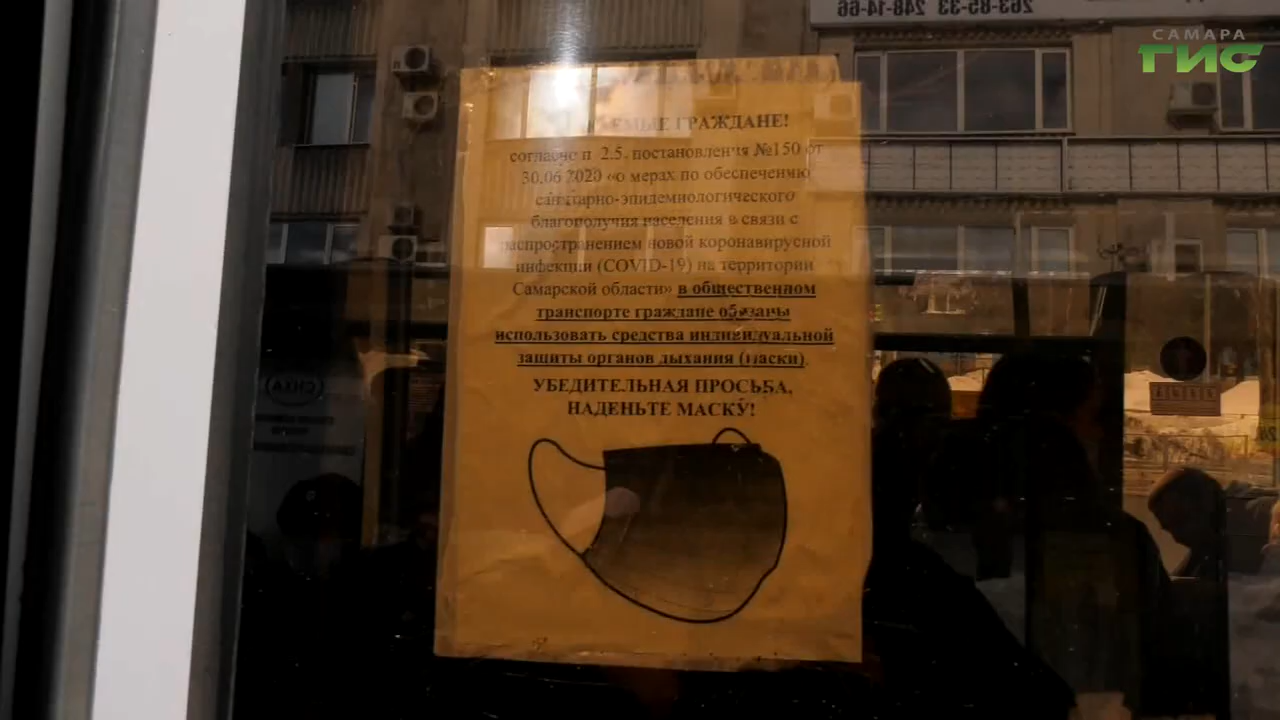 263-85-33 248-14-66
САМАРА
ГИС
ГРАЖДАНЕ!
согласно п 2.5. постановления №150 от
30.06 2020 «о мерах по обеспечению
санитарно-эпидемиологического
благополучия населения в связи с
распространением новой коронавирусной
инфекции (COVID-19) на территории
Самарской области» в общественном
транспорте граждане обязаны
использовать средства индивидуальной
защиты органов дыхания (маски).
УБЕДИТЕЛЬНАЯ ПРОСЬБА,
НАДЕНЬТЕ МАСКУ!